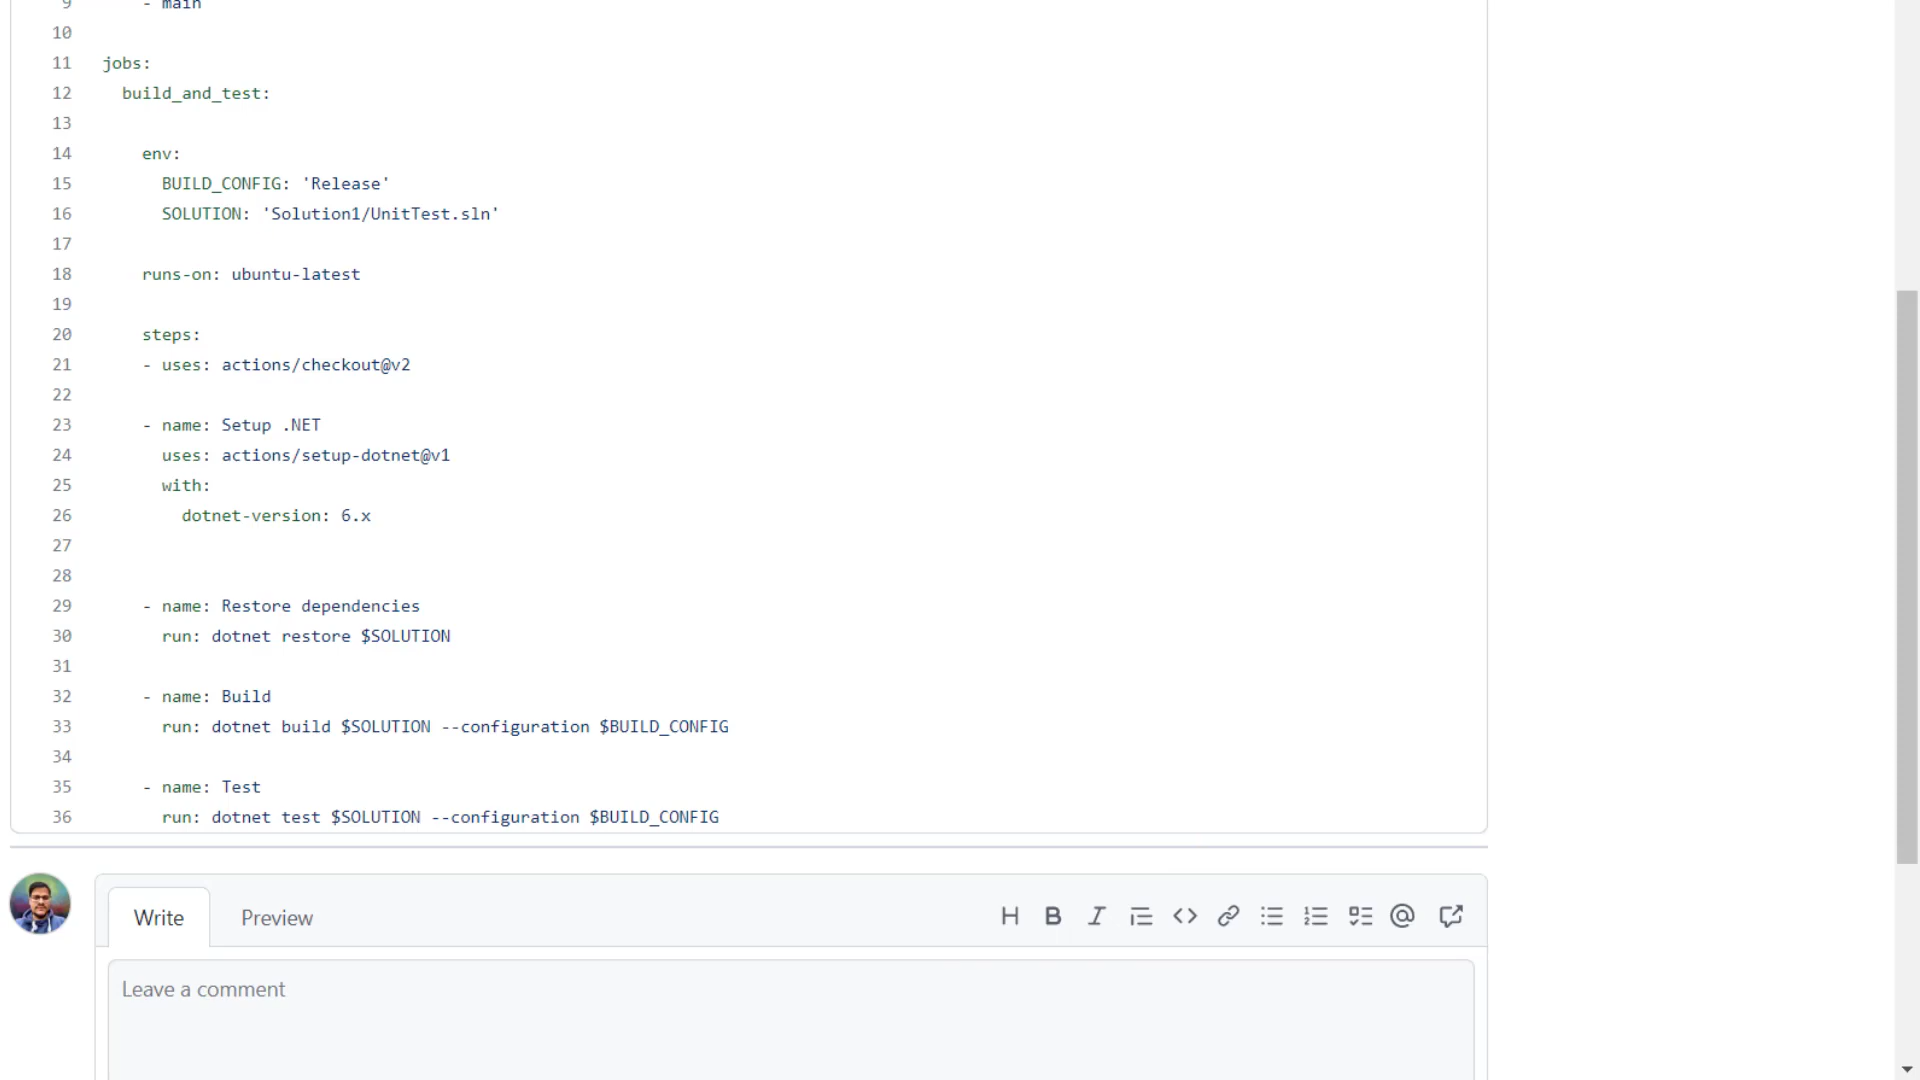 9 - main
10
11 jobs:
12 build_and_test:
13
14 env:
15 BUILD_CONFIG: 'Release'
16 SOLUTION: 'Solution1/UnitTest.sln'
17
18 runs-on: ubuntu-latest
19
20 steps:
21 - uses: actions/checkout@v2
22
23 - name: Setup .NET
24 uses: actions/setup-dotnet@v1
25 with:
26 dotnet-version: 6.x
27
28
29 - name: Restore dependencies
30 run: dotnet restore $SOLUTION
31
32 - name: Build
33 run: dotnet build $SOLUTION --configuration $BUILD_CONFIG
34
35 - name: Test
36 run: dotnet test $SOLUTION --configuration $BUILD_CONFIG
Write Preview
Leave a comment